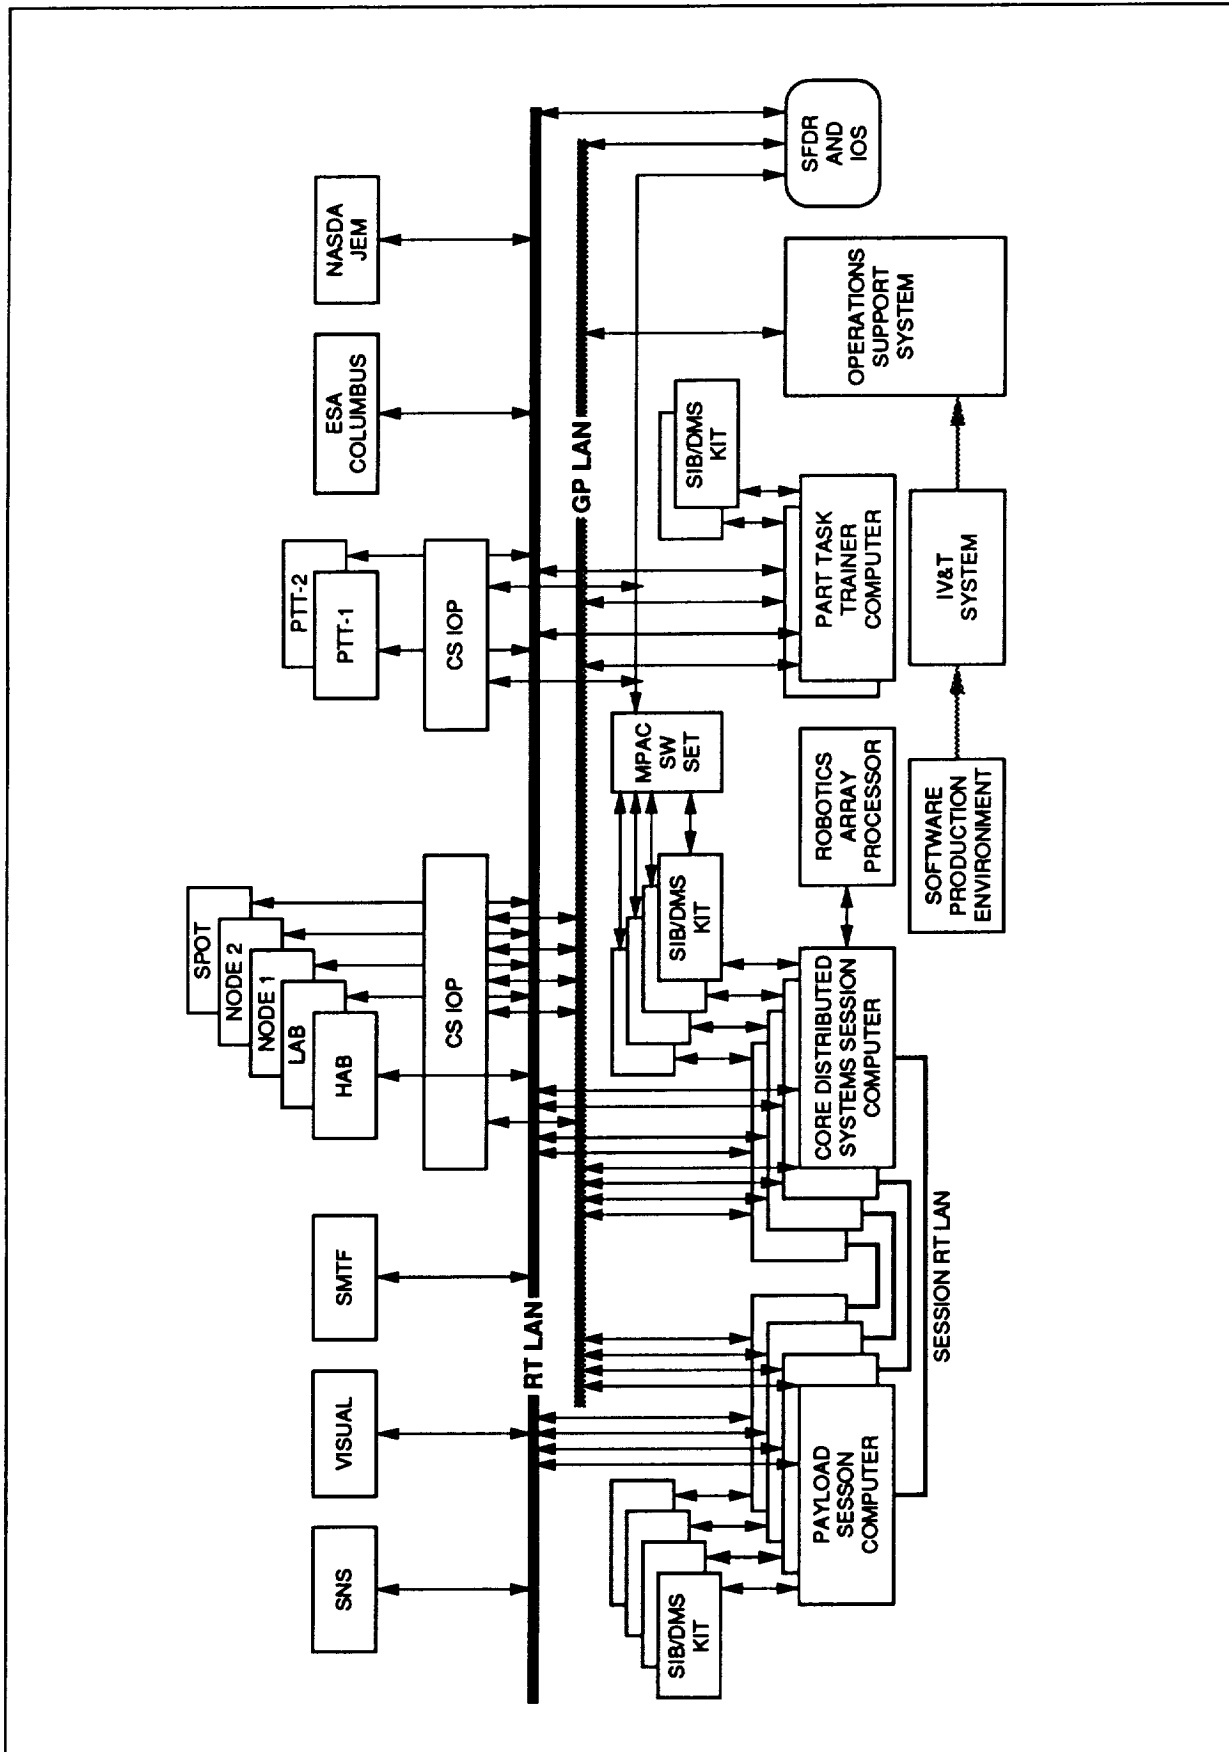 SNS
VISUAL
SMTF
SPOT
NODE 2
NODE 1
LAB
HAB
PTT-2
PTT-1
ESA
COLUMBUS
NASDA
JEM
CS IOP
CS IOP
RT LAN
GP LAN
SIB/DMS
KIT
SIB/DMS
KIT
MPAC
SW
SET
SIB/DMS
KIT
SFDR
AND
IOS
PAYLOAD
SESSON
COMPUTER
CORE DISTRIBUTED
SYSTEMS SESSION
COMPUTER
ROBOTICS
ARRAY
PROCESSOR
PART TASK
TRAINER
COMPUTER
OPERATIONS
SUPPORT
SYSTEM
SESSION RT LAN
SOFTWARE
PRODUCTION
ENVIRONMENT
IV&T
SYSTEM